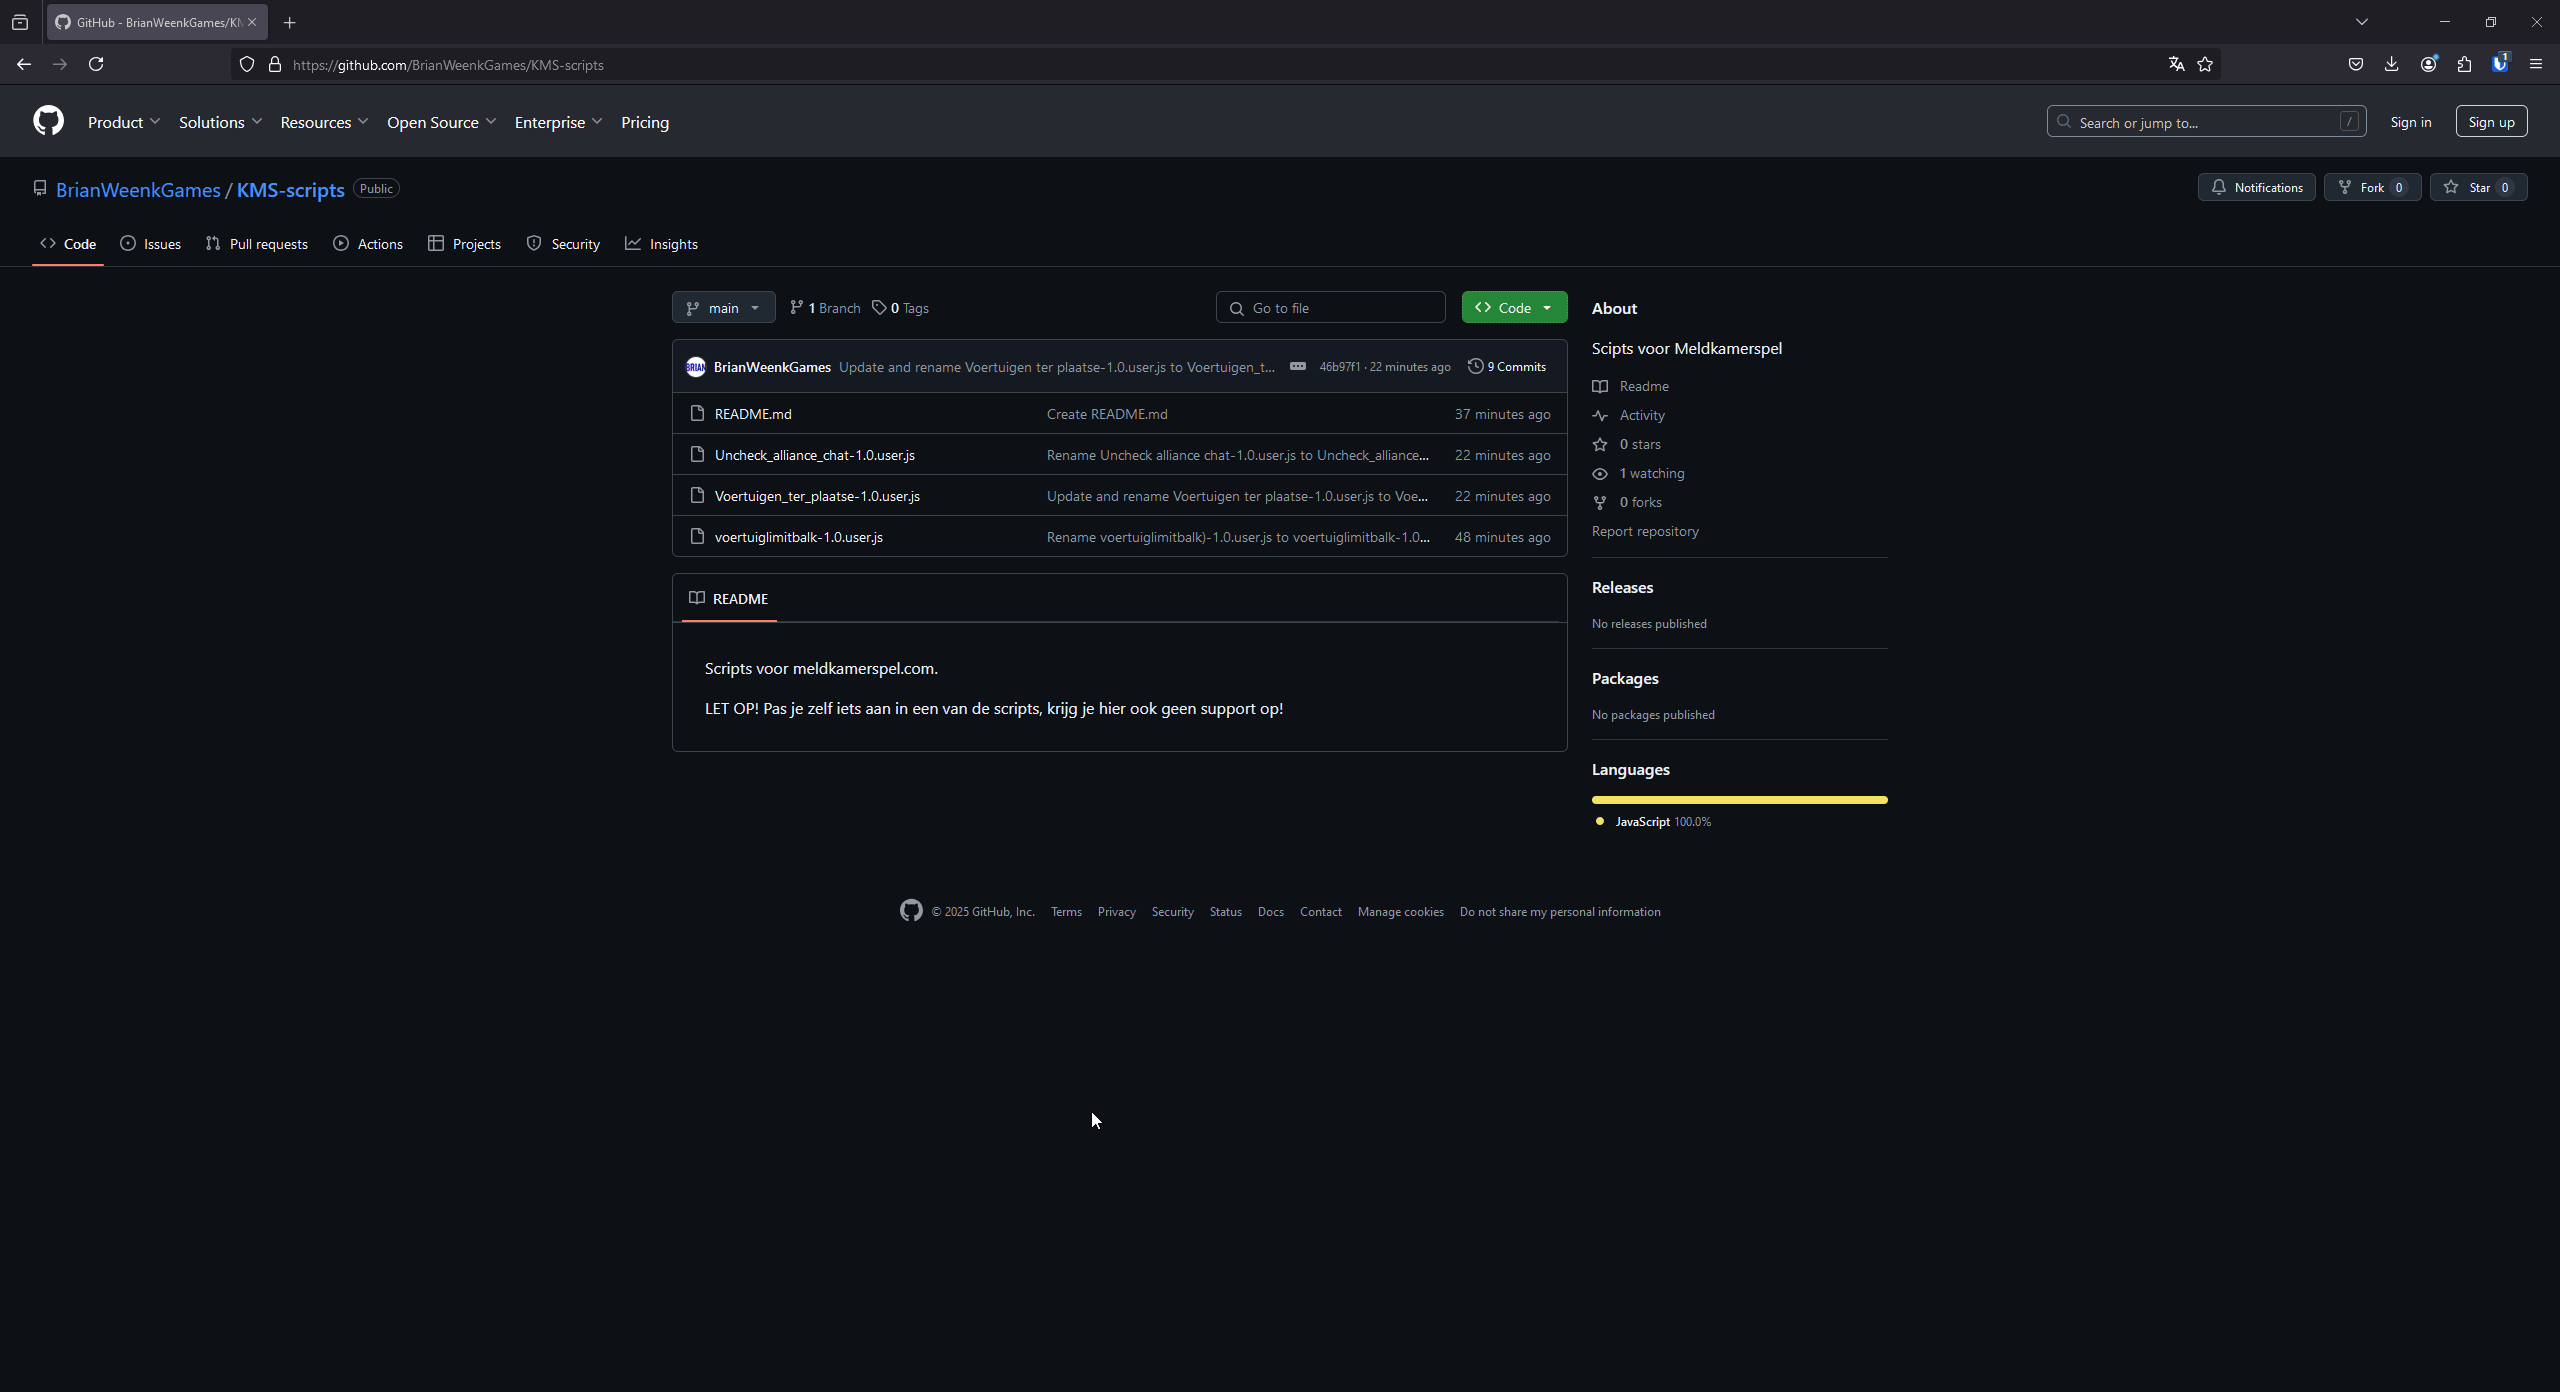 GitHub - BrianWeenkGames/KM
https://github.com/BrianWeenkGames/KMS-scripts
1
Product Solutions Resources Open Source Enterprise Pricing
Search or jump to... /
Sign in
Sign up
BrianWeenkGames / KMS-scripts Public
Notifications
Fork 0
Star 0
Code Issues Pull requests Actions Projects Security Insights
main 1 Branch 0 Tags
Go to file
Code
BRIAN BrianWeenkGames Update and rename Voertuigen ter plaatse-1.0.user.js to Voertuigen_t... 46b97f1 · 22 minutes ago 9 Commits
README.md Create README.md 37 minutes ago
Uncheck_alliance_chat-1.0.user.js Rename Uncheck alliance chat-1.0.user.js to Uncheck_alliance... 22 minutes ago
Voertuigen_ter_plaatse-1.0.user.js Update and rename Voertuigen ter plaatse-1.0.user.js to Voe... 22 minutes ago
voertuiglimitbalk-1.0.user.js Rename voertuiglimitbalk)-1.0.user.js to voertuiglimitbalk-1.0... 48 minutes ago
README
Scripts voor meldkamerspel.com.
LET OP! Pas je zelf iets aan in een van de scripts, krijg je hier ook geen support op!
About
Scipts voor Meldkamerspel
Readme
Activity
0 stars
1 watching
0 forks
Report repository
Releases
No releases published
Packages
No packages published
Languages
JavaScript 100.0%
© 2025 GitHub, Inc. Terms Privacy Security Status Docs Contact Manage cookies Do not share my personal information